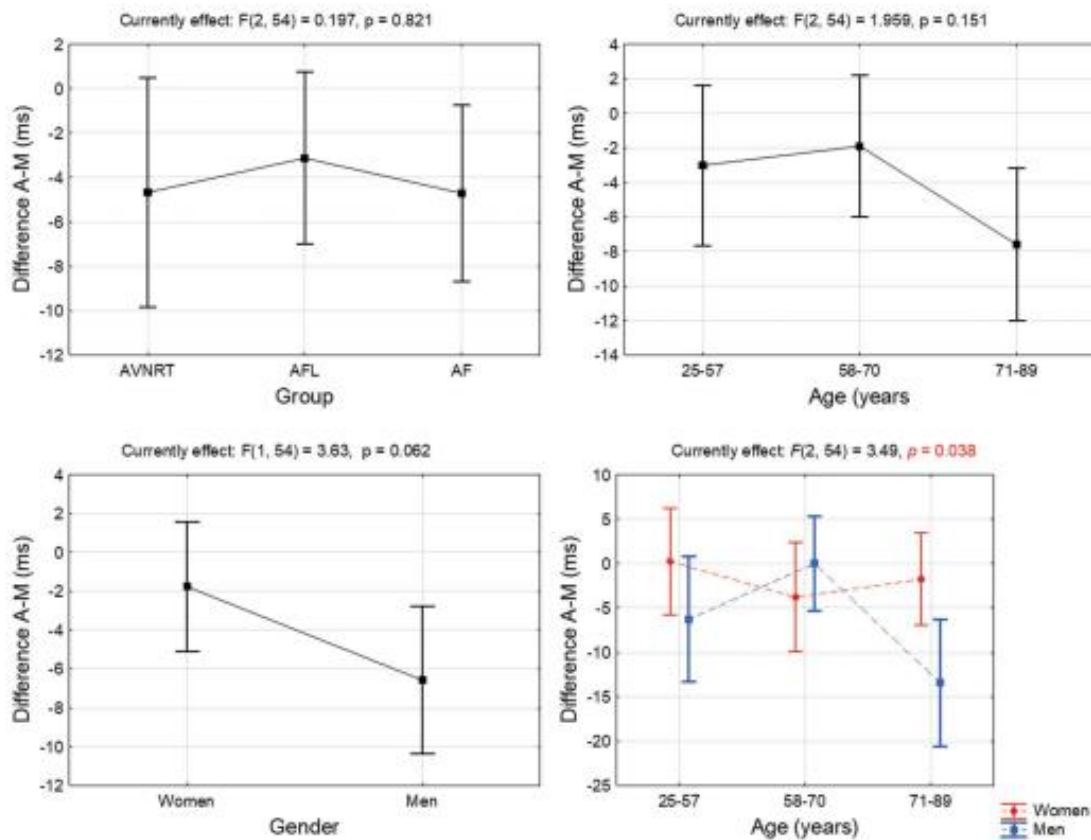 Currently effect: F(2, 54) = 0.197, p = 0.821
Difference A-M (ms)
2
0
-2
-4
-6
-8
-10
-12
AVNRT AFL AF
Group
Currently effect: F(2, 54) = 1.959, p = 0.151
Difference A-M (ms)
4
2
0
-2
-4
-6
-8
-10
-12
-14
25-57 58-70 71-89
Age (years
Currently effect: F(1, 54) = 3.63, p = 0.062
Difference A-M (ms)
4
2
0
-2
-4
-6
-8
-10
-12
Women Men
Gender
Currently effect: F(2, 54) = 3.49, p = 0.038
Difference A-M (ms)
10
5
0
-5
-10
-15
-20
-25
25-57 58-70 71-89
Age (years)
Women
Men